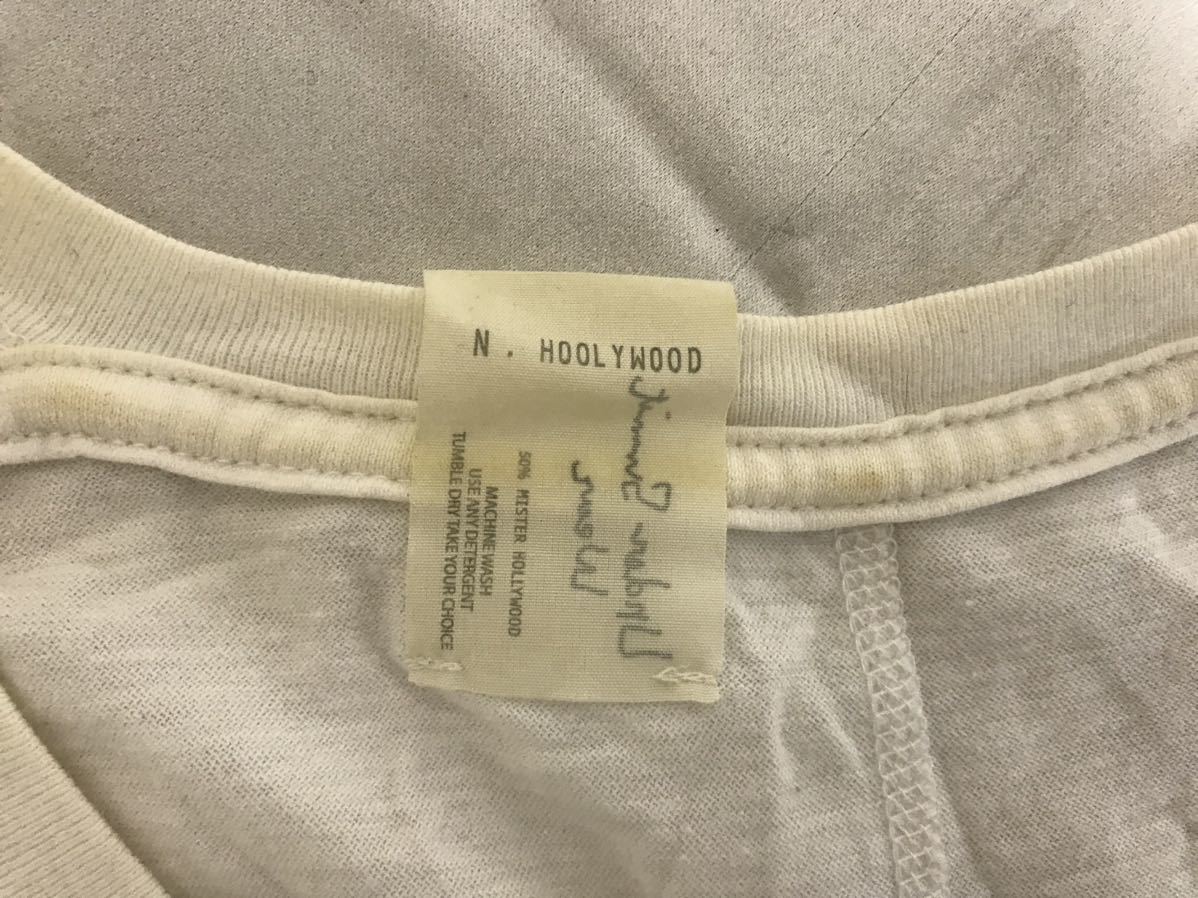 N. HOOLYWOOD
50% MISTER HOLLYWOOD
MACHINE WASH
USE ANY DETERGENT
TUMBLE DRY TAKE YOUR CHOICE